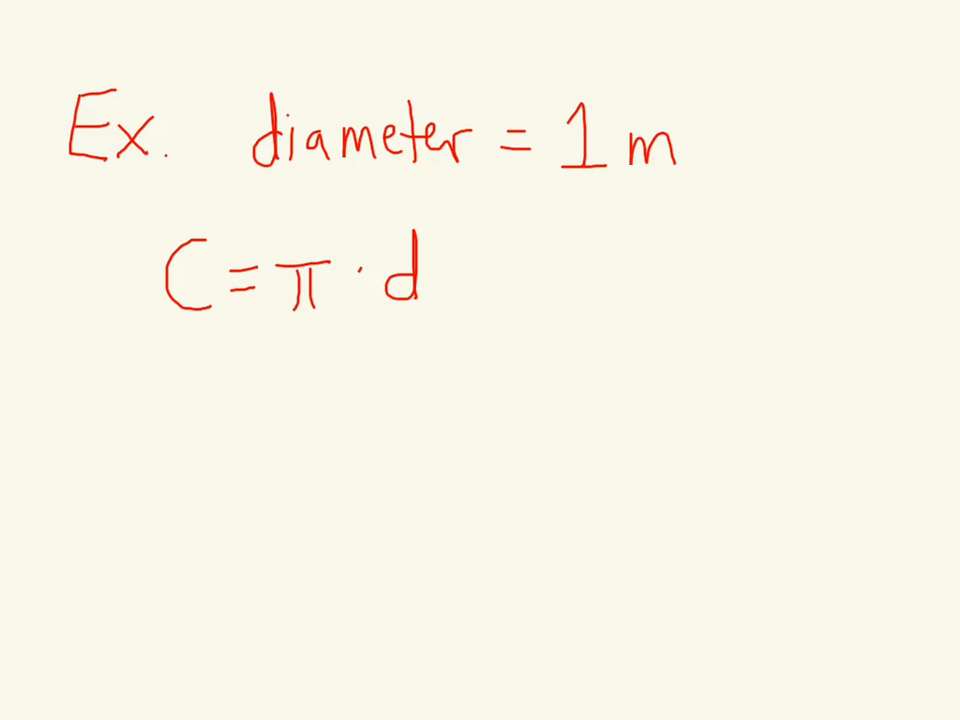 Ex. diameter = 1 m
C = π · d